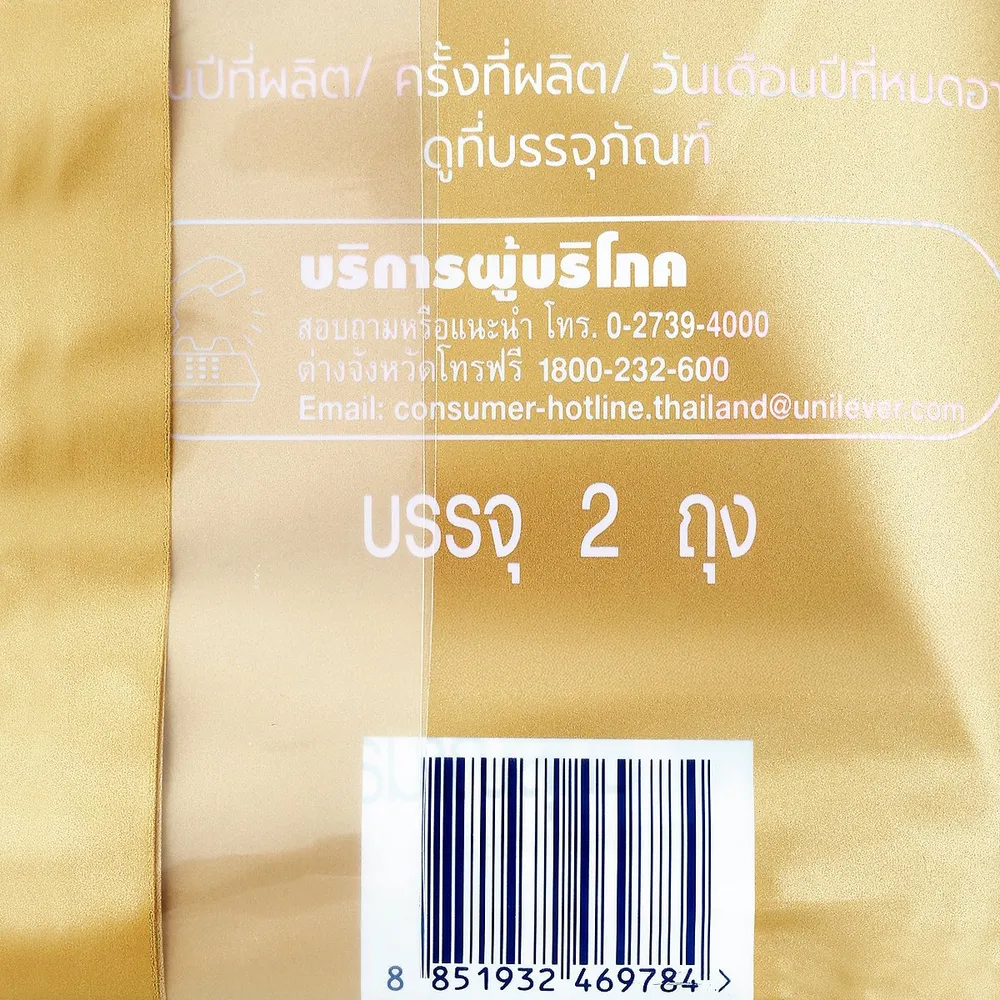 ปีที่ผลิต/ ครั้งที่ผลิต/ วันเดือนปีที่หมดอา
ดูที่บรรจุภัณฑ์
บริการผู้บริโภค
สอบถามหรือแนะนำ โทร. 0-2739-4000
ต่างจังหวัดโทรฟรี 1800-232-600
Email: consumer-hotline.thailand@unilever.com
บรรจุ 2 ถุง
8 851932 469784 >